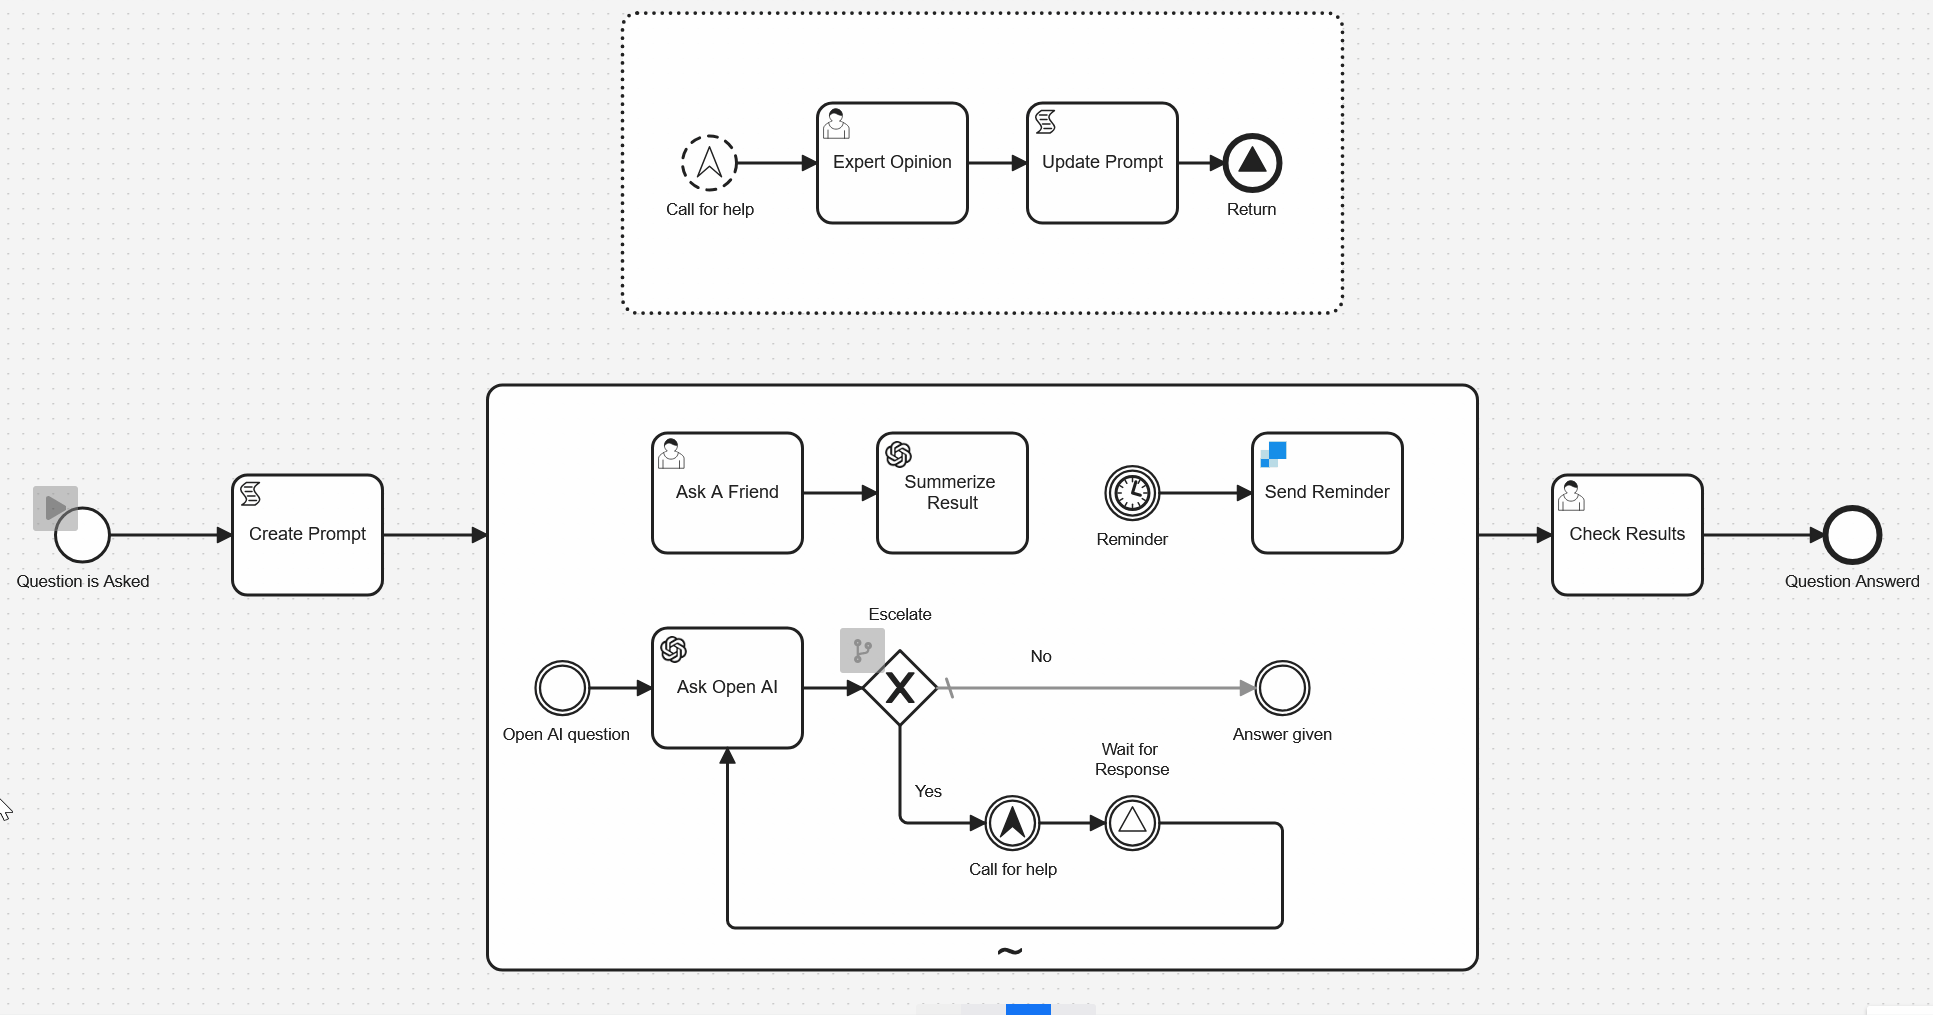 Expert Opinion
Update Prompt
Call for help
Return
Ask A Friend
Summerize
Result
Send Reminder
Reminder
Create Prompt
Check Results
Question is Asked
Question Answerd
Escelate
No
Ask Open AI
Open AI question
Answer given
Wait for
Response
Yes
Call for help